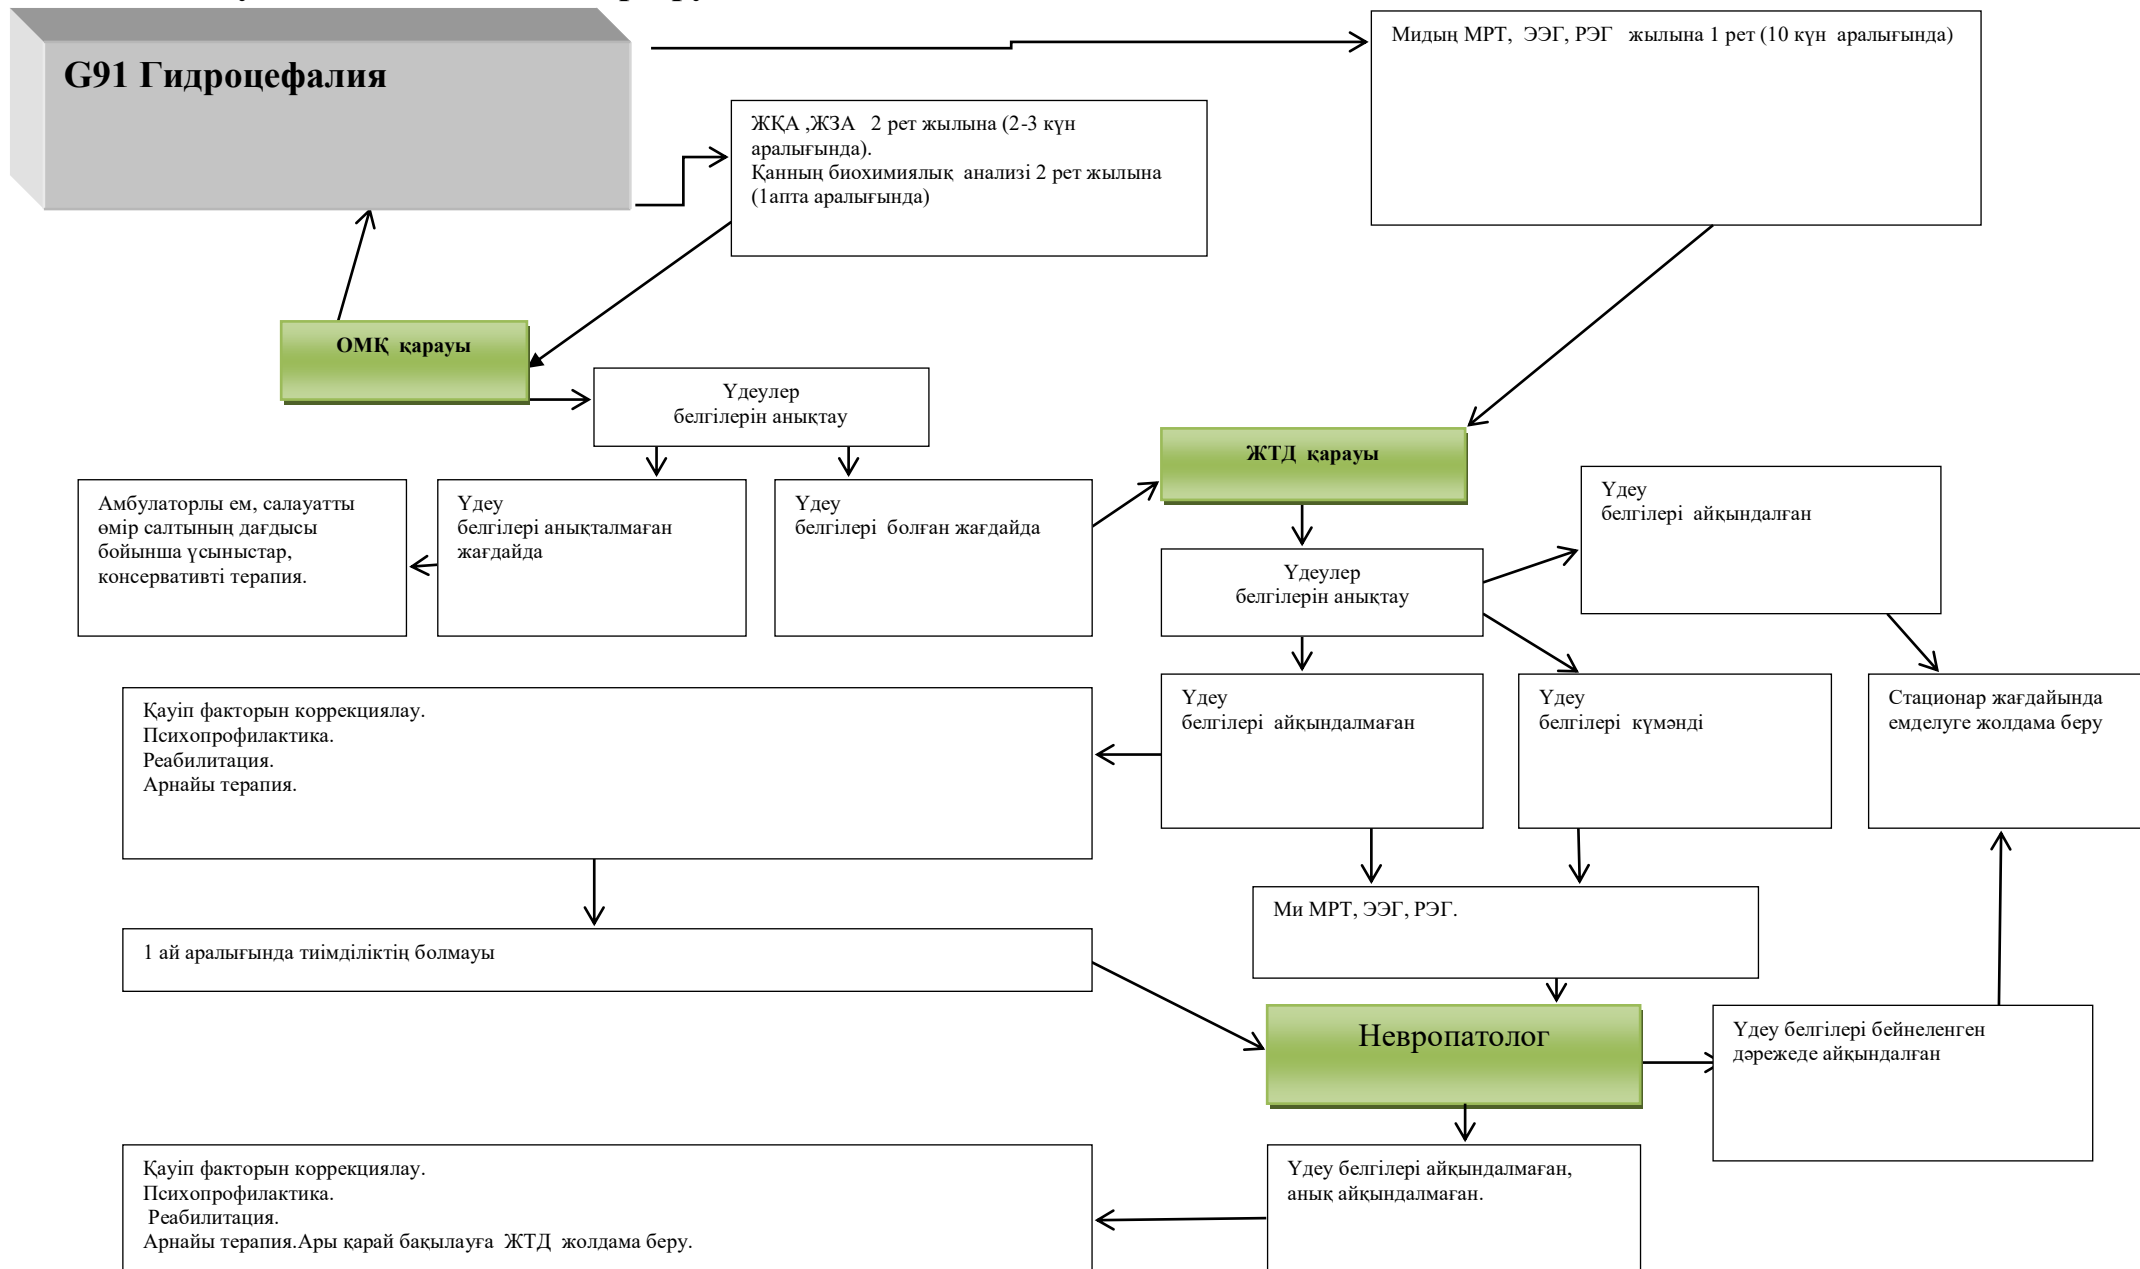 G91 Гидроцефалия
Мидың МРТ, ЭЭГ, РЭГ жылына 1 рет (10 күн аралығында)
ЖҚА ,ЖЗА 2 рет жылына (2-3 күн
аралығында).
Қанның биохимиялық анализі 2 рет жылына
(1апта аралығында)
ОМҚ қарауы
Үдеулер
белгілерін анықтау
ЖТД қарауы
Үдеу
белгілері айқындалған
Амбулаторлы ем, салауатты
өмір салтының дағдысы
бойынша ұсыныстар,
консервативті терапия.
Үдеу
белгілері анықталмаған
жағдайда
Үдеу
белгілері болған жағдайда
Үдеулер
белгілерін анықтау
Қауіп факторын коррекциялау.
Психопрофилактика.
Реабилитация.
Арнайы терапия.
Үдеу
белгілері айқындалмаған
Үдеу
белгілері күмәнді
Стационар жағдайында
емделуге жолдама беру
Ми МРТ, ЭЭГ, РЭГ.
1 ай аралығында тиімділіктің болмауы
Невропатолог
Үдеу белгілері бейнеленген
дәрежеде айқындалған
Қауіп факторын коррекциялау.
Психопрофилактика.
Реабилитация.
Арнайы терапия.Ары қарай бақылауға ЖТД жолдама беру.
Үдеу белгілері айқындалмаған,
анық айқындалмаған.